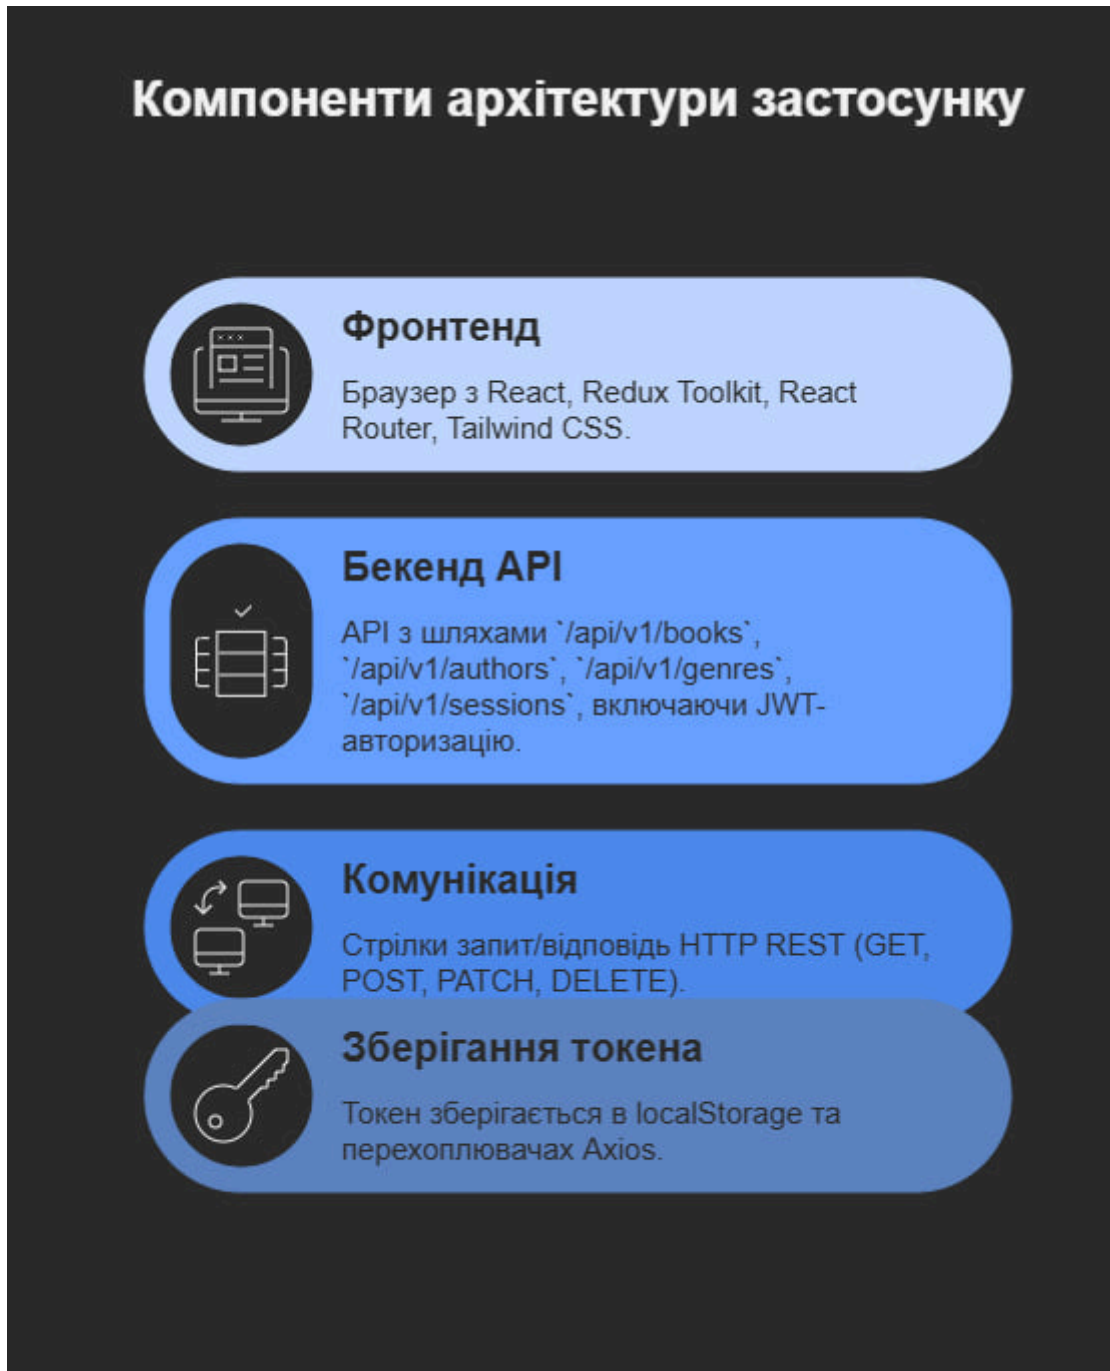 Компоненти архітектури застосунку
Фронтенд
Браузер з React, Redux Toolkit, React
Router, Tailwind CSS.
Бекенд API
API з шляхами `/api/v1/books`,
`/api/v1/authors`, `/api/v1/genres`,
`/api/v1/sessions`, включаючи JWT-
авторизацію.
Комунікація
Стрілки запит/відповідь HTTP REST (GET,
POST, PATCH, DELETE).
Зберігання токена
Токен зберігається в localStorage та
перехоплювачах Axios.